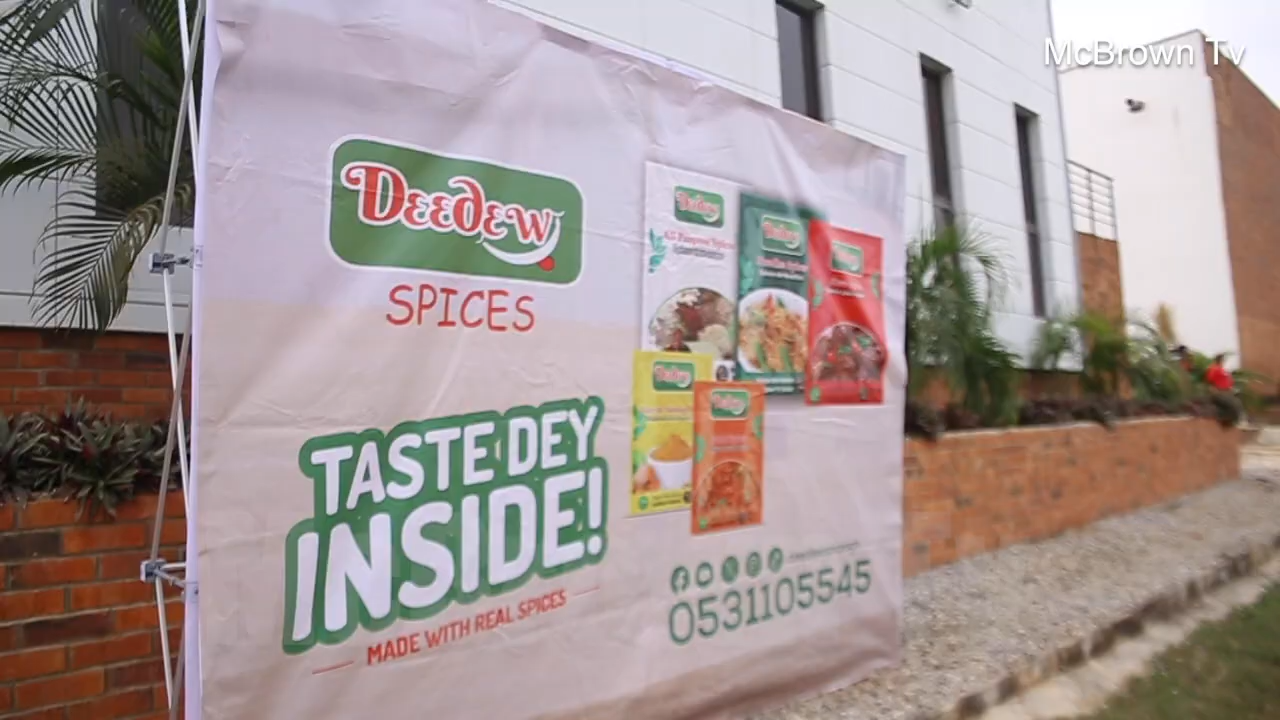 McBrown Tv
DEEDEW
SPICES
TASTE DEY
INSIDE!
MADE WITH REAL SPICES
0531105545